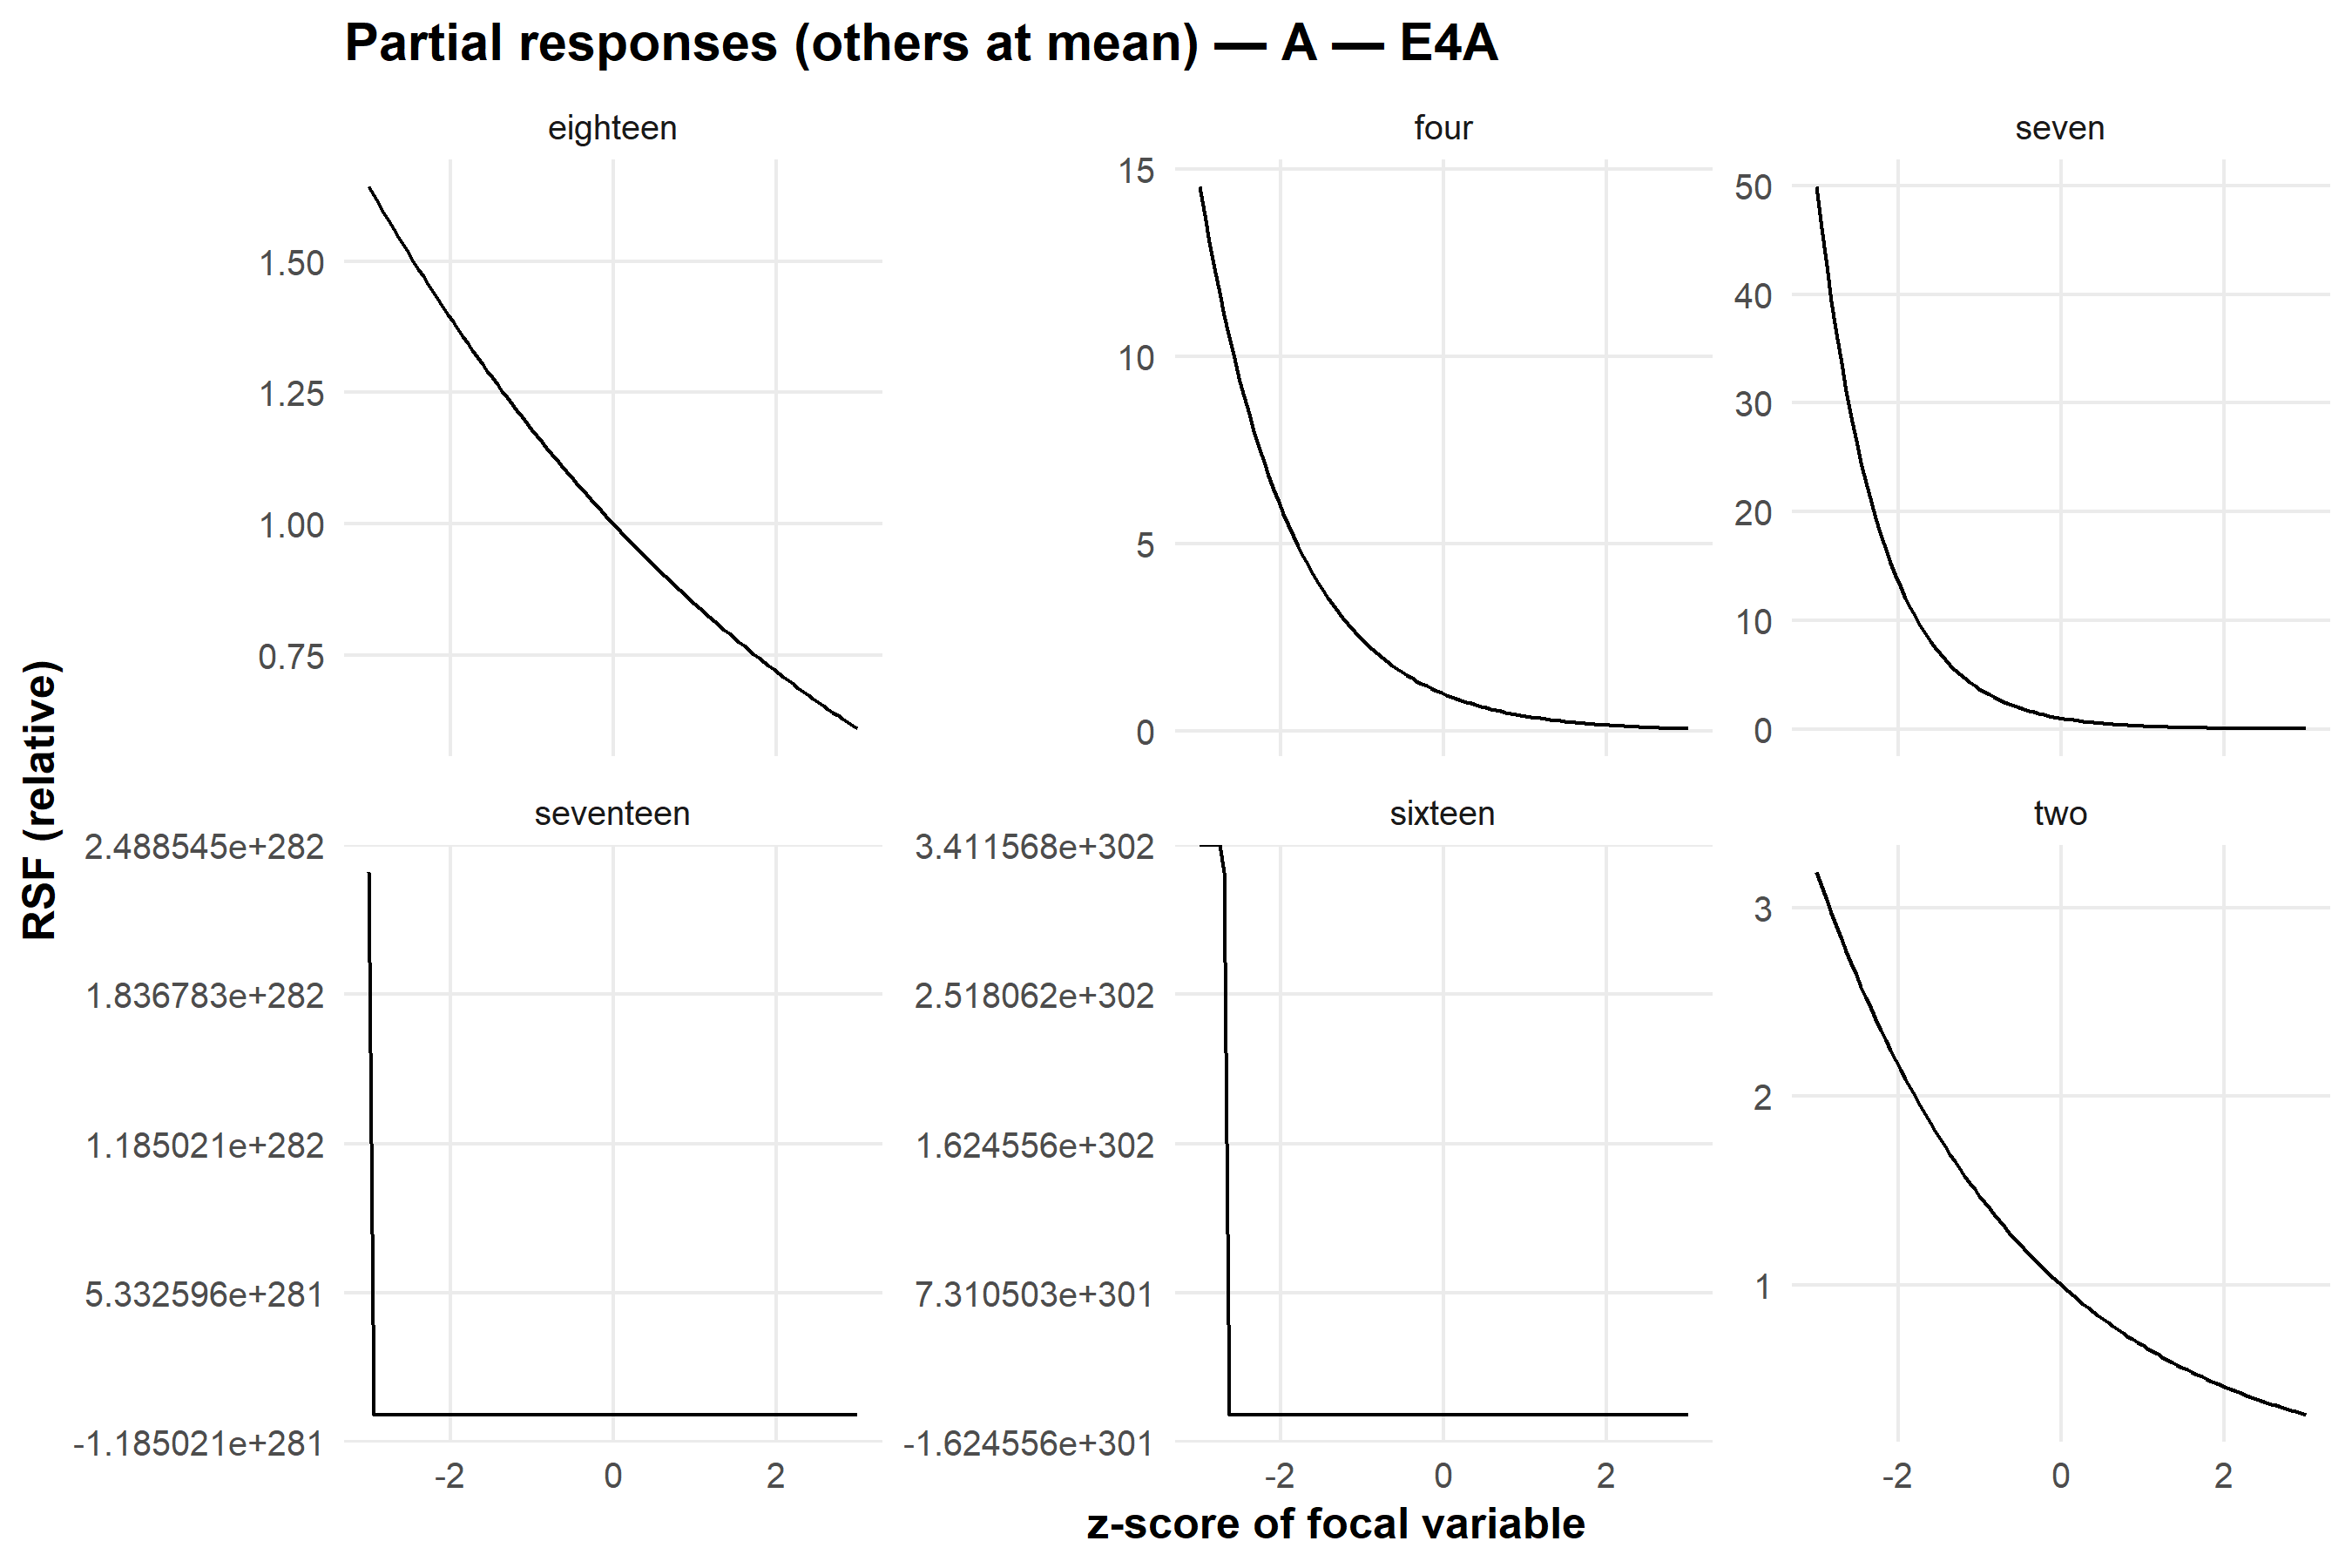 Partial responses (others at mean) — A — E4A
eighteen
four
seven
1.50
1.25
1.00
0.75
15
10
5
0
50
40
30
20
10
0
RSF (relative)
seventeen
sixteen
two
2.488545e+282
1.836783e+282
1.185021e+282
5.332596e+281
-1.185021e+281
3.411568e+302
2.518062e+302
1.624556e+302
7.310503e+301
-1.624556e+301
3
2
1
-2 0 2
-2 0 2
-2 0 2
z-score of focal variable